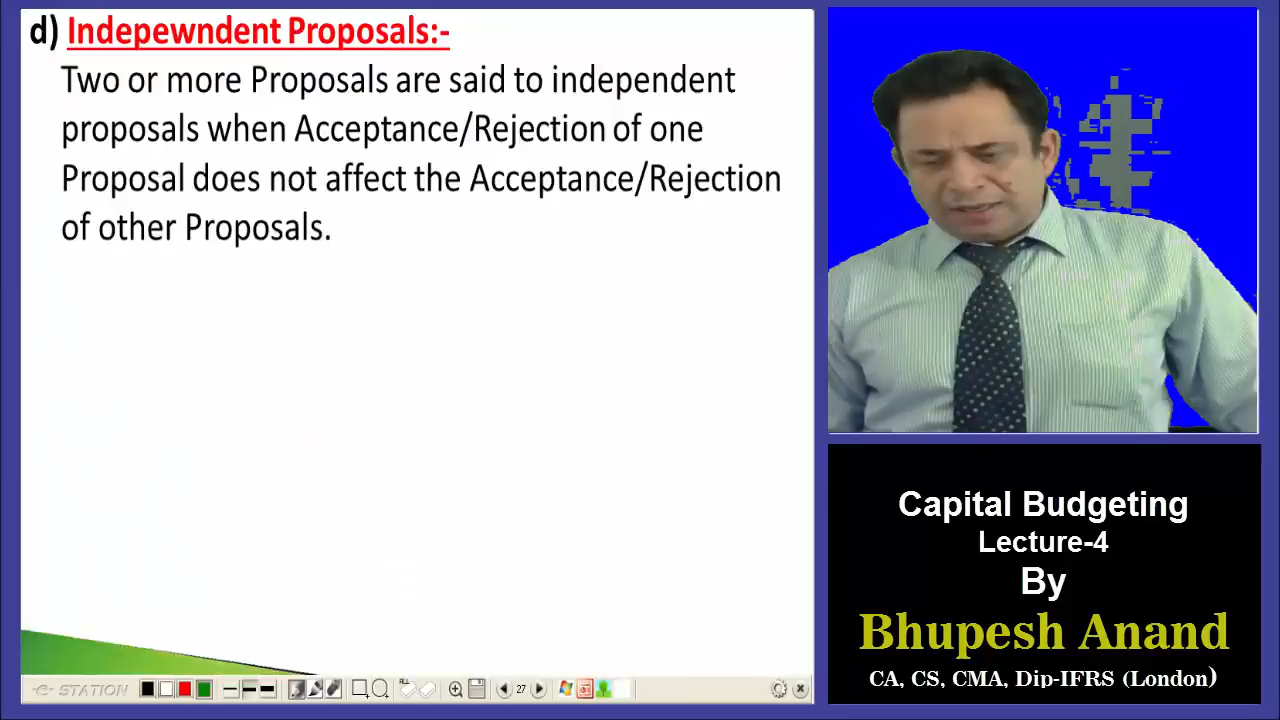 d) Indepewndent Proposals:-
Two or more Proposals are said to independent
proposals when Acceptance/Rejection of one
Proposal does not affect the Acceptance/Rejection
of other Proposals.
Capital Budgeting
Lecture-4
By
Bhupesh Anand
CA, CS, CMA, Dip-IFRS (London)
e-STATION
27